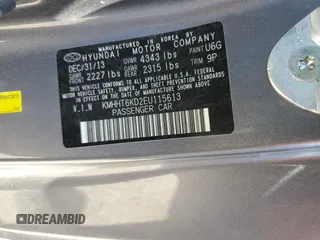 MADE IN KOREA BY
HYUNDAI MOTOR COMPANY
DEC/31/13 GVWR 4343 lbs PAINT U6G
FRONT 2227 lbs REAR 2315 lbs TRIM 9P
THIS VEHICLE CONFORMS TO ALL APPLICABLE
FEDERAL MOTOR VEHICLE SAFETY, BUMPER, AND
THEFT PREVENTION STANDARDS IN EFFECT ON THE
DATE OF MANUFACTURE SHOWN ABOVE.
V.I.N KMHHT6KD2EU115613
PASSENGER CAR
DREAMBID